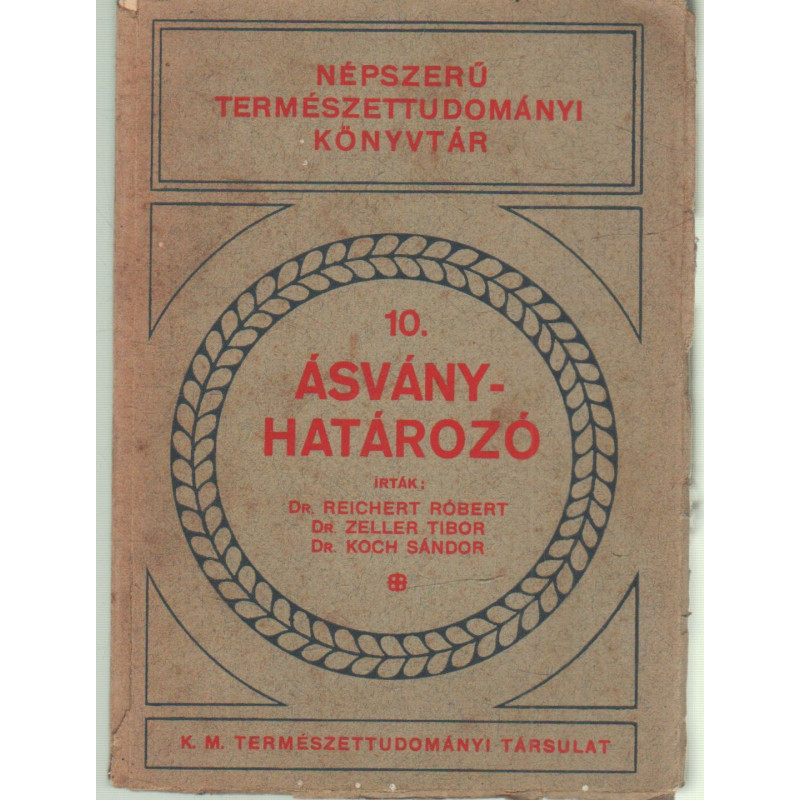 NÉPSZERŰ
TERMÉSZETTUDOMÁNYI
KÖNYVTÁR
10.
ÁSVÁNY-
HATÁROZÓ
ÍRTÁK:
DR. REICHERT RÓBERT
DR. ZELLER TIBOR
DR. KOCH SÁNDOR
K. M. TERMÉSZETTUDOMÁNYI TÁRSULAT